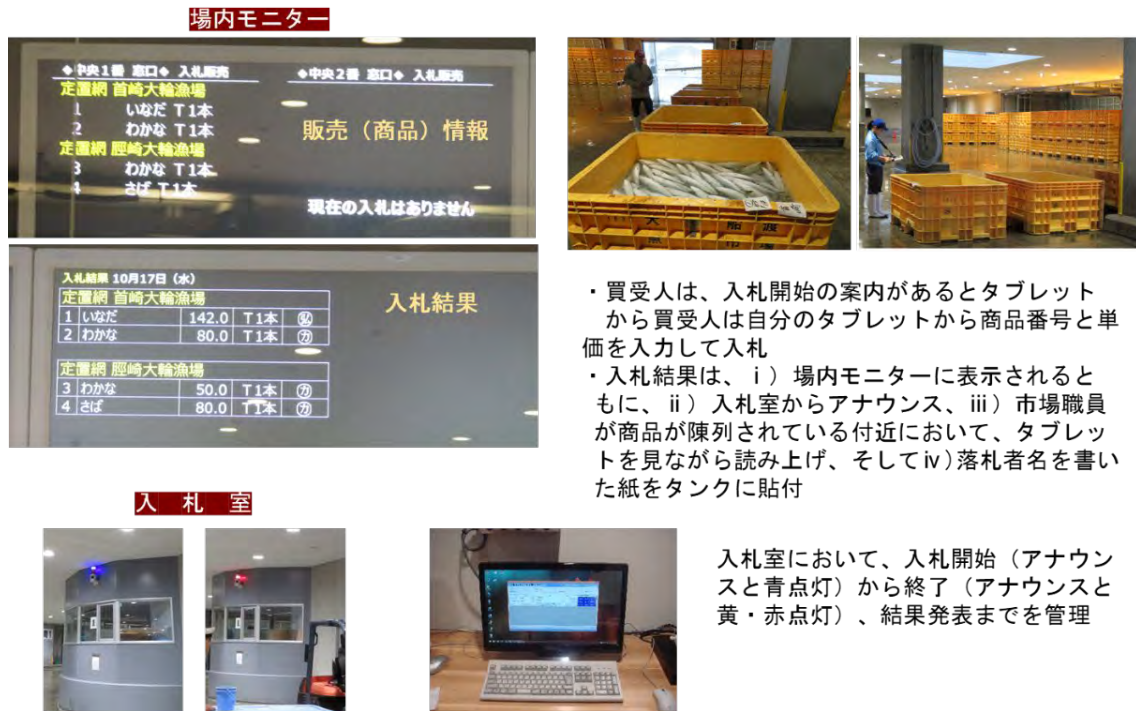 場内モニター
◆中央1番 窓口◆ 入札販売
◆中央2番 窓口◆ 入札販売
定置網 首崎大輪漁場
1 いなだ T1本
2 わかな T1本
定置網 脛崎大輪漁場
3 わかな T1本
4 さば T1本
販売（商品）情報
現在の入札はありません
入札結果 10月17日（水）
定置網 首崎大輪漁場
1 いなだ 142.0 T1本
2 わかな 80.0 T1本 ㋕
定置網 脛崎大輪漁場
3 わかな 50.0 T1本 ㋕
4 さば 80.0 T1本 ㋕
入札結果
・買受人は、入札開始の案内があるとタブレット
から買受人は自分のタブレットから商品番号と単
価を入力して入札
・入札結果は、ⅰ）場内モニターに表示されると
もに、ⅱ）入札室からアナウンス、ⅲ）市場職員
が商品が陳列されている付近において、タブレッ
トを見ながら読み上げ、そしてⅳ）落札者名を書い
た紙をタンクに貼付
入 札 室
入札室において、入札開始（アナウン
スと青点灯）から終了（アナウンスと
黄・赤点灯）、結果発表までを管理